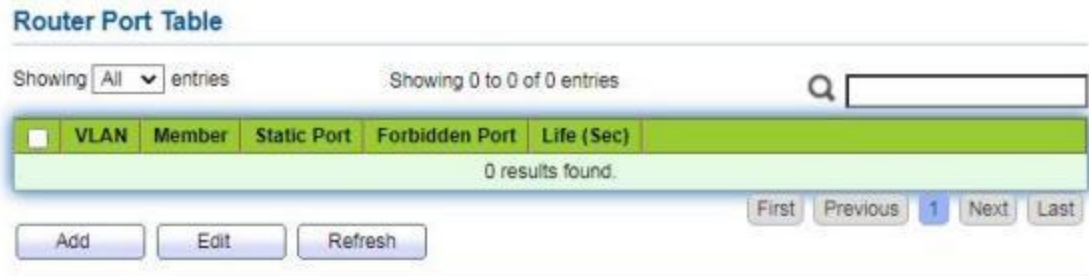 Router Port Table
Showing All entries Showing 0 to 0 of 0 entries
VLAN Member Static Port Forbidden Port Life (Sec)
0 results found.
First Previous 1 Next Last
Add Edit Refresh